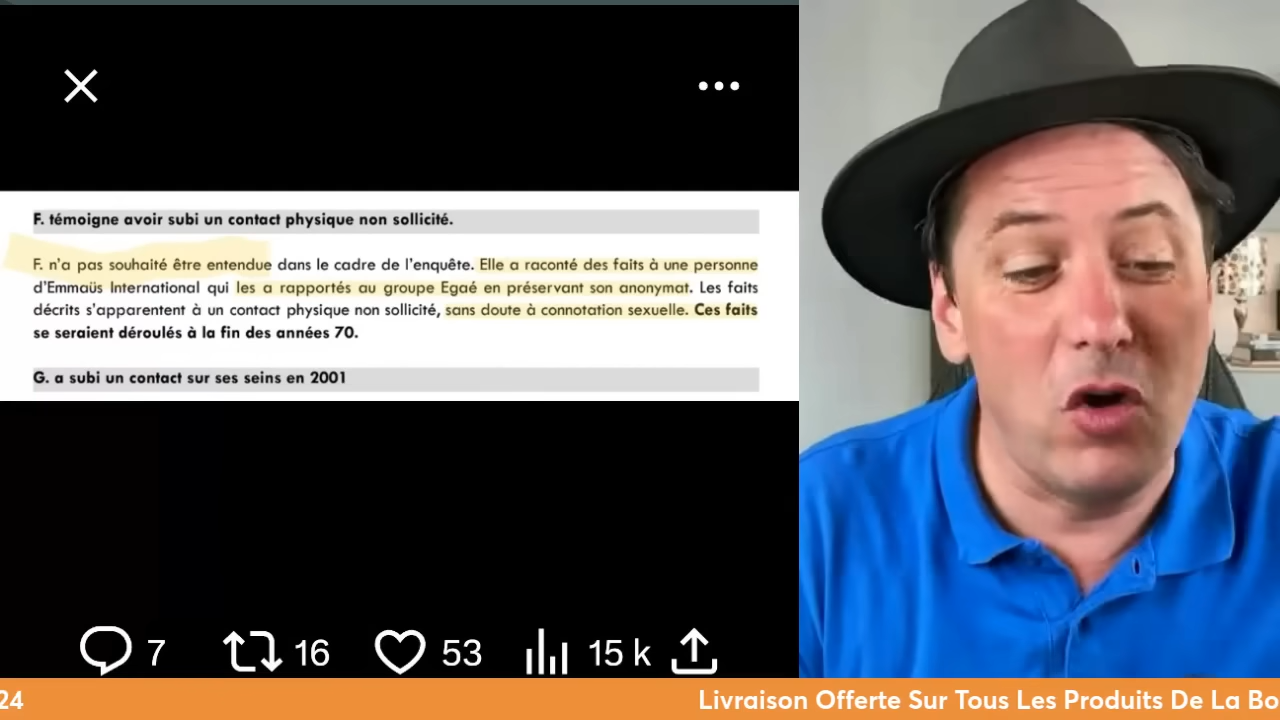 F. témoigne avoir subi un contact physique non sollicité.
F. n'a pas souhaité être entendue dans le cadre de l'enquête. Elle a raconté des faits à une personne
d'Emmaüs International qui les a rapportés au groupe Egaé en préservant son anonymat. Les faits
décrits s'apparentent à un contact physique non sollicité, sans doute à connotation sexuelle. Ces faits
se seraient déroulés à la fin des années 70.
G. a subi un contact sur ses seins en 2001
7 16 53 15 k
24 Livraison Offerte Sur Tous Les Produits De La Bo